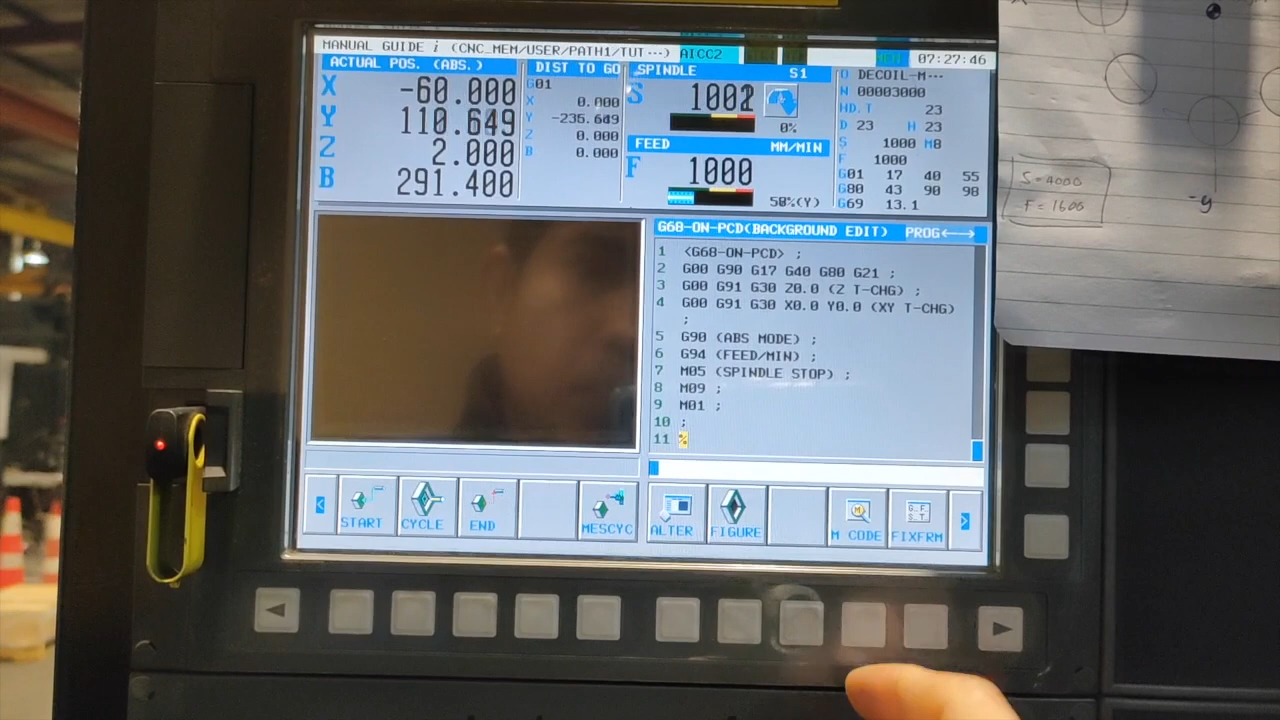 MANUAL GUIDE i (CNC_MEM/USER/PATH1/TUT ···) AICC2 07:27:46
ACTUAL POS. (ABS.)
X -60.000
Y 110.649
Z 2.000
B 291.400
DIST TO GO
G01
X 0.000
Y -235.649
Z 0.000
B 0.000
SPINDLE S1
S 1002
0%
FEED MM/MIN
F 1000
50%(Y)
O DECOIL-M···
N 00003000
HD.T 23
D 23 H 23
S 1000 M8
F 1000
G01 17 40 55
G80 43 90 98
G69 13.1
G68-ON-PCD(BACKGROUND EDIT) PROG←→
1 <G68-ON-PCD> ;
2 G00 G90 G17 G40 G80 G21 ;
3 G00 G91 G30 Z0.0 (Z T-CHG) ;
4 G00 G91 G30 X0.0 Y0.0 (XY T-CHG)
;
5 G90 (ABS MODE) ;
6 G94 (FEED/MIN) ;
7 M05 (SPINDLE STOP) ;
8 M09 ;
9 M01 ;
10 ;
11 %
< START CYCLE END MESCYC ALTER FIGURE M CODE FIXFRM >
S=4000
F=1600
-y